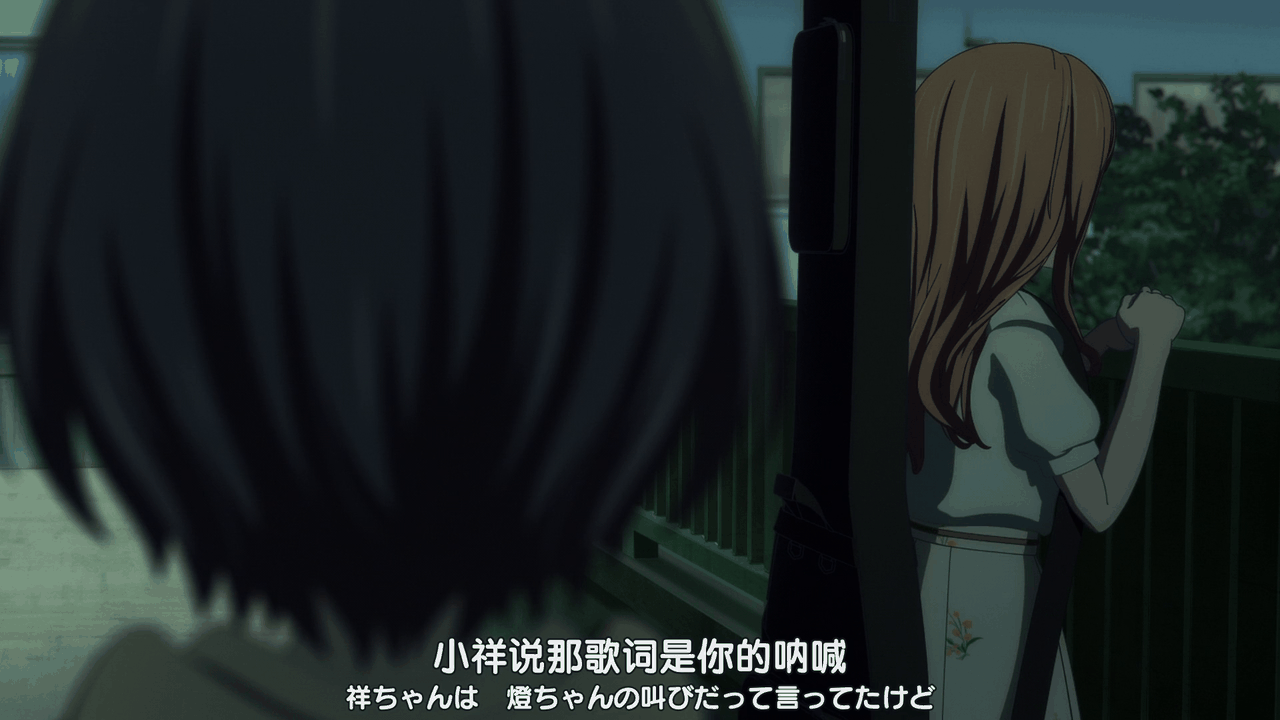 小祥说那歌词是你的呐喊
祥ちゃんは　燈ちゃんの叫びだって言ってたけど